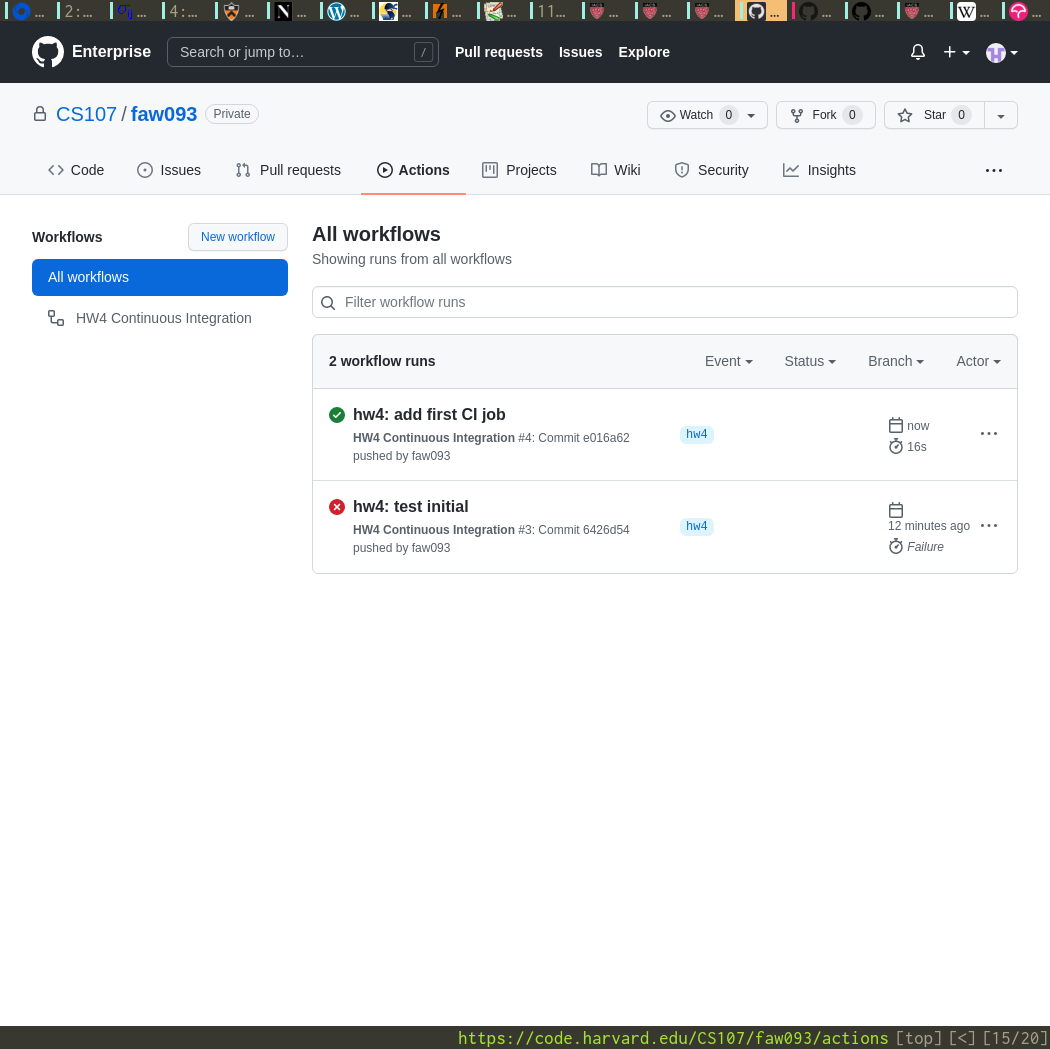 ... 2:... ... 4:... ... N ... ... ... ... ... 11... ... ... ... ... ... ... ... W ... ...
Enterprise Search or jump to… / Pull requests Issues Explore
CS107 / faw093 Private Watch 0 Fork 0 Star 0
Code Issues Pull requests Actions Projects Wiki Security Insights
Workflows New workflow
All workflows
HW4 Continuous Integration
All workflows
Showing runs from all workflows
Filter workflow runs
2 workflow runs Event Status Branch Actor
hw4: add first CI job
HW4 Continuous Integration #4: Commit e016a62
pushed by faw093
hw4
now
16s
hw4: test initial
HW4 Continuous Integration #3: Commit 6426d54
pushed by faw093
hw4
12 minutes ago
Failure
https://code.harvard.edu/CS107/faw093/actions [top] [<] [15/20]